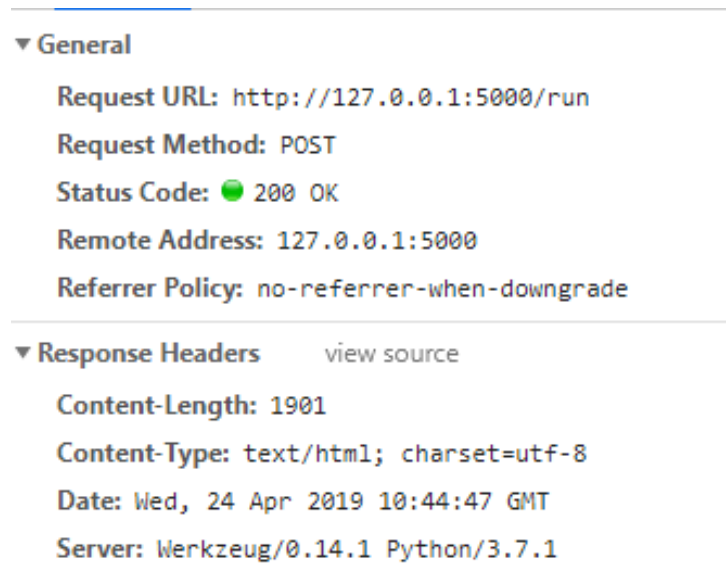 General
Request URL: http://127.0.0.1:5000/run
Request Method: POST
Status Code: 200 OK
Remote Address: 127.0.0.1:5000
Referrer Policy: no-referrer-when-downgrade
Response Headers view source
Content-Length: 1901
Content-Type: text/html; charset=utf-8
Date: Wed, 24 Apr 2019 10:44:47 GMT
Server: Werkzeug/0.14.1 Python/3.7.1